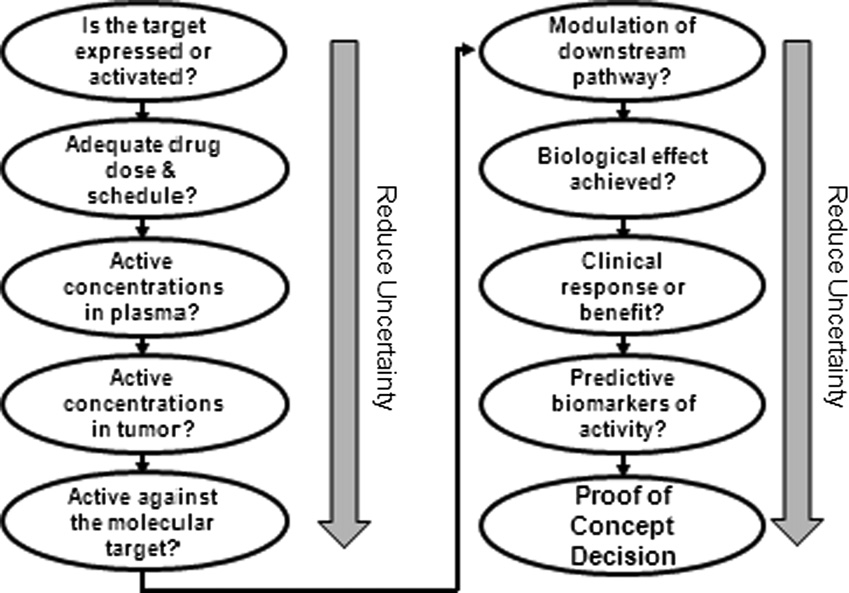 Is the target
expressed or
activated?
Adequate drug
dose &
schedule?
Active
concentrations
in plasma?
Active
concentrations
in tumor?
Active against
the molecular
target?
Reduce Uncertainty
Modulation of
downstream
pathway?
Biological effect
achieved?
Clinical
response or
benefit?
Predictive
biomarkers of
activity?
Proof of
Concept
Decision
Reduce Uncertainty